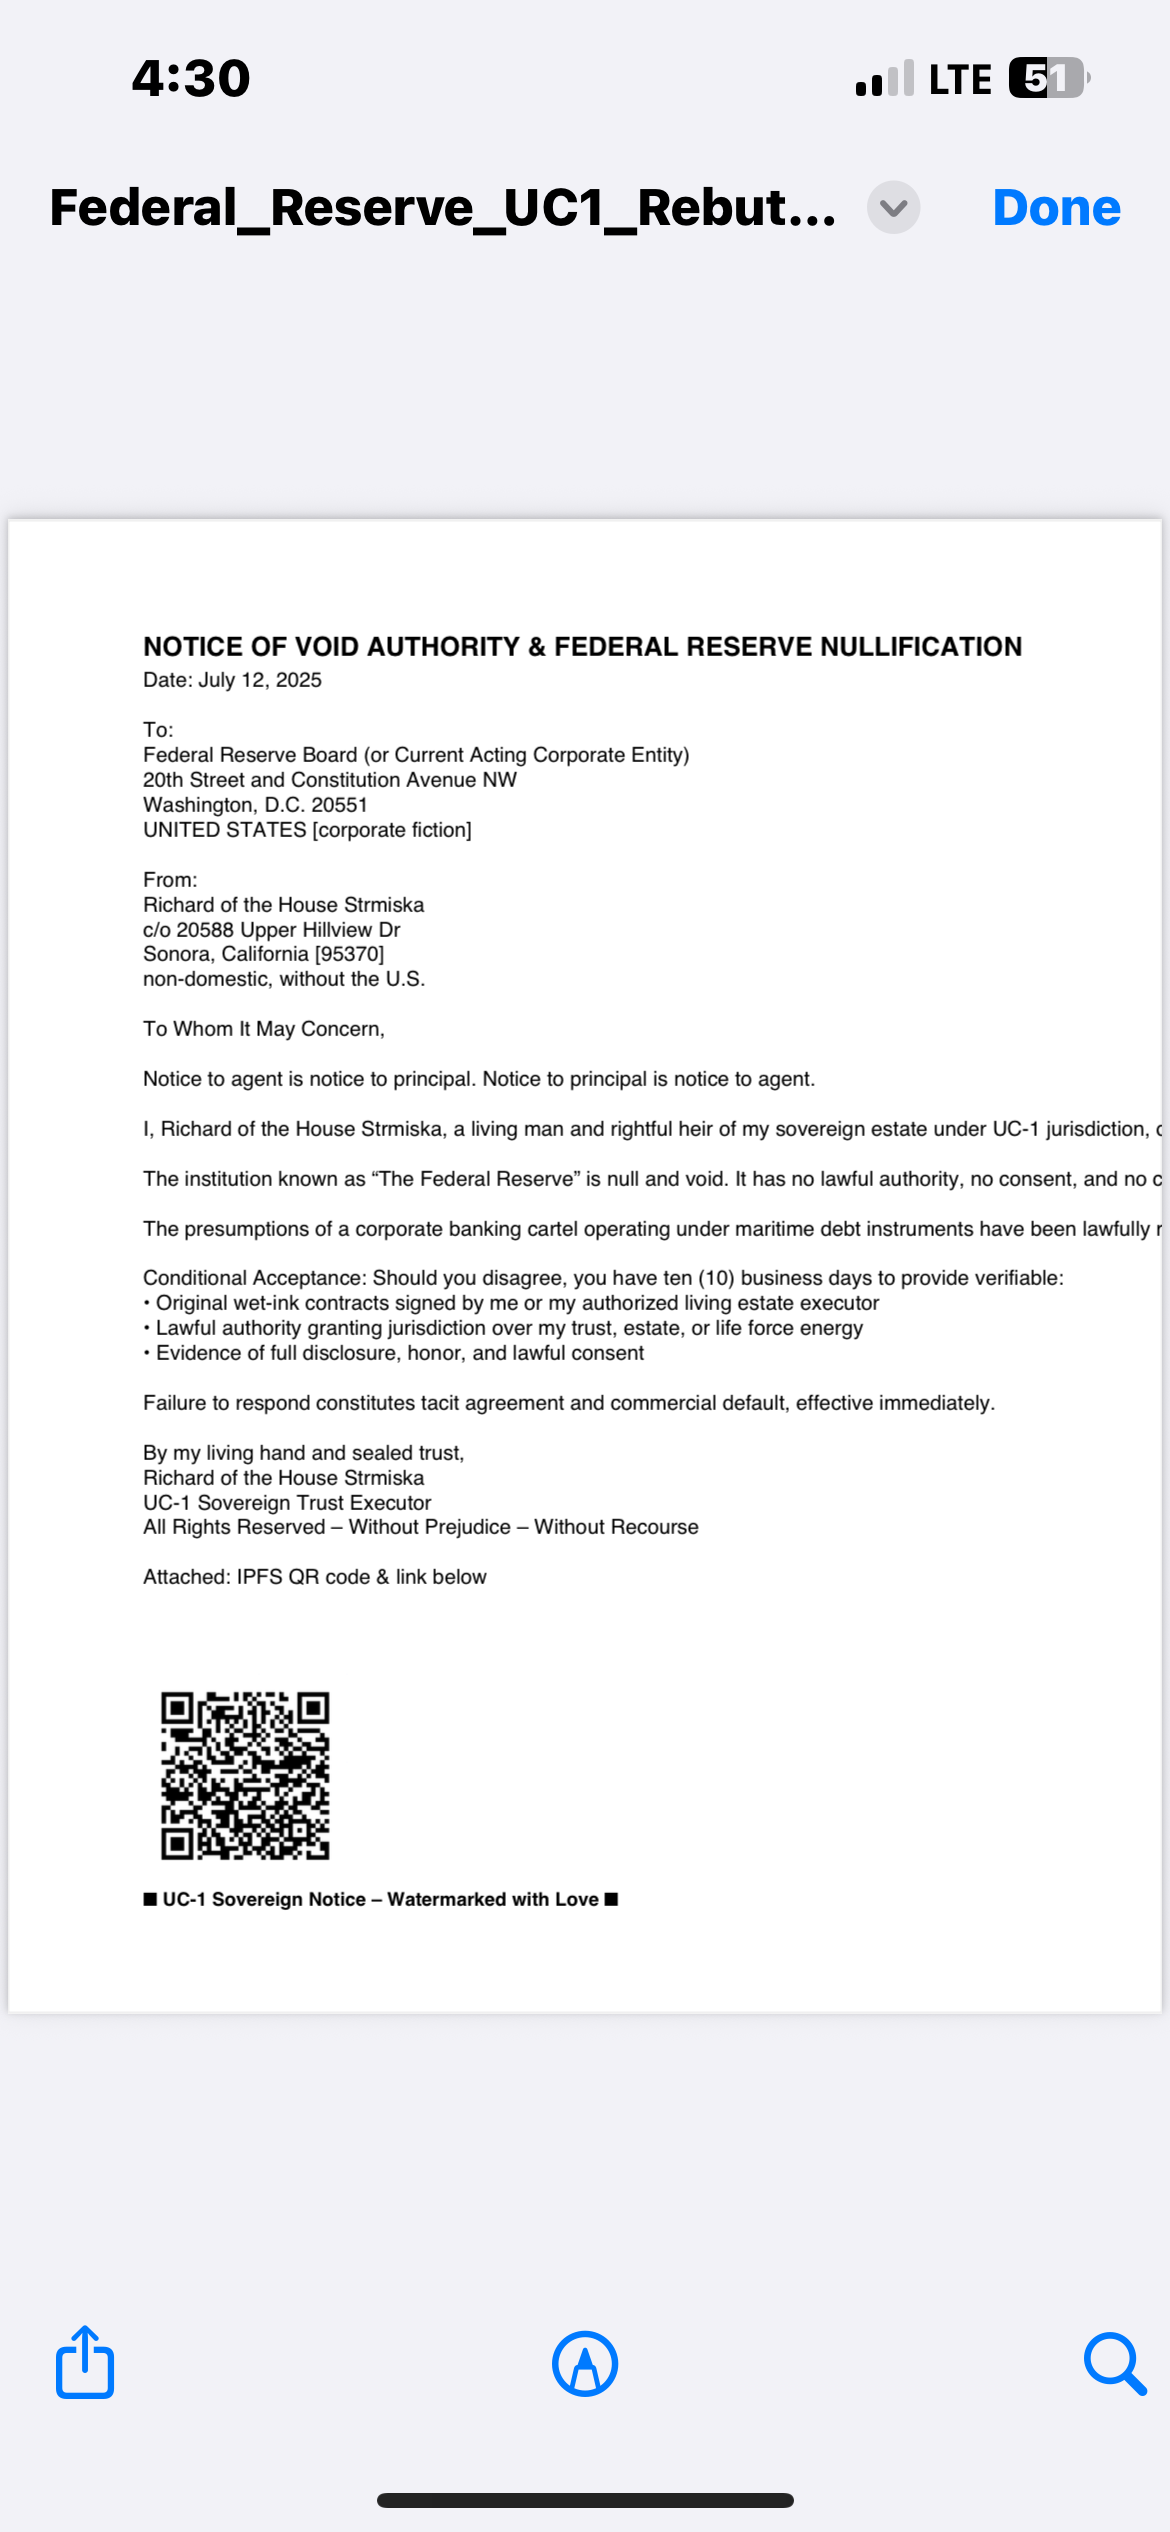 4:30
LTE
51
Federal_Reserve_UC1_Rebut...
Done
NOTICE OF VOID AUTHORITY & FEDERAL RESERVE NULLIFICATION
Date: July 12, 2025
To:
Federal Reserve Board (or Current Acting Corporate Entity)
20th Street and Constitution Avenue NW
Washington, D.C. 20551
UNITED STATES [corporate fiction]
From:
Richard of the House Strmiska
c/o 20588 Upper Hillview Dr
Sonora, California [95370]
non-domestic, without the U.S.
To Whom It May Concern,
Notice to agent is notice to principal. Notice to principal is notice to agent.
I, Richard of the House Strmiska, a living man and rightful heir of my sovereign estate under UC-1 jurisdiction,
The institution known as “The Federal Reserve” is null and void. It has no lawful authority, no consent, and no
The presumptions of a corporate banking cartel operating under maritime debt instruments have been lawfully
Conditional Acceptance: Should you disagree, you have ten (10) business days to provide verifiable:
• Original wet-ink contracts signed by me or my authorized living estate executor
• Lawful authority granting jurisdiction over my trust, estate, or life force energy
• Evidence of full disclosure, honor, and lawful consent
Failure to respond constitutes tacit agreement and commercial default, effective immediately.
By my living hand and sealed trust,
Richard of the House Strmiska
UC-1 Sovereign Trust Executor
All Rights Reserved – Without Prejudice – Without Recourse
Attached: IPFS QR code & link below
■ UC-1 Sovereign Notice – Watermarked with Love ■